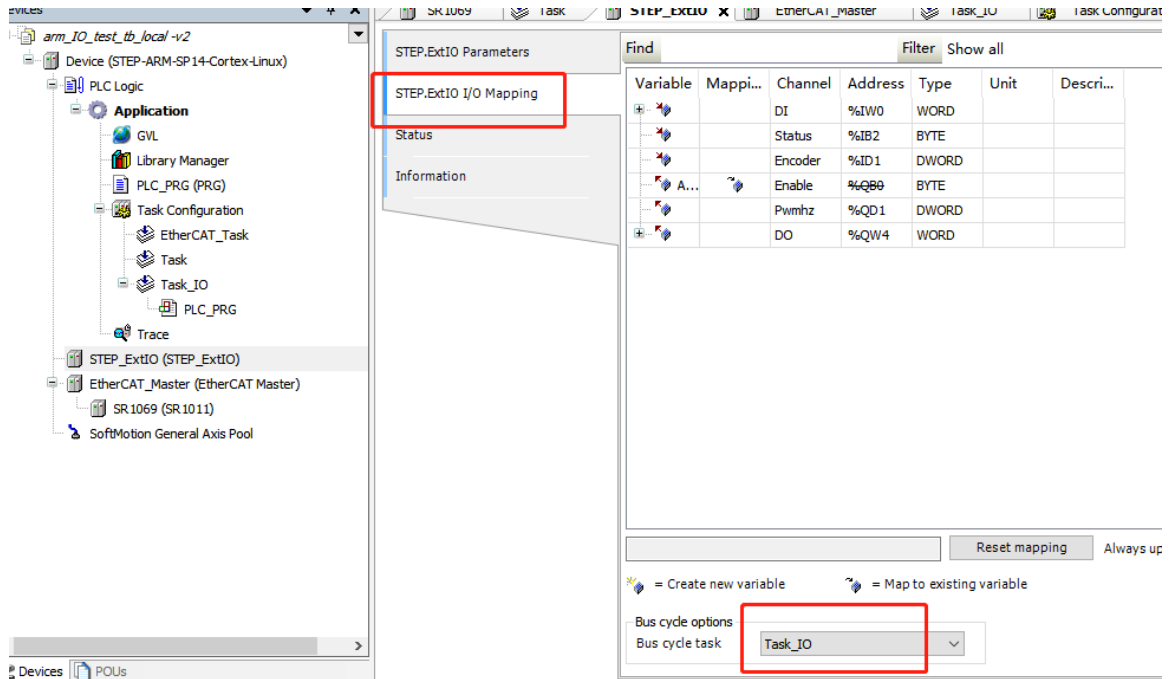 evices
SR1069 Task STEP_ExtIO X EtherCAT_Master Task_IO Task Configurat
arm_IO_test_tb_local -v2
Device (STEP-ARM-SP14-Cortex-Linux)
PLC Logic
Application
GVL
Library Manager
PLC_PRG (PRG)
Task Configuration
EtherCAT_Task
Task
Task_IO
PLC_PRG
Trace
STEP_ExtIO (STEP_ExtIO)
EtherCAT_Master (EtherCAT Master)
SR1069 (SR1011)
SoftMotion General Axis Pool
Devices POUs
STEP.ExtIO Parameters
STEP.ExtIO I/O Mapping
Status
Information
Find Filter Show all
Variable Mappi... Channel Address Type Unit Descri...
DI %IW0 WORD
Status %IB2 BYTE
Encoder %ID1 DWORD
A... Enable %QB0 BYTE
Pwmhz %QD1 DWORD
DO %QW4 WORD
Reset mapping Always up
= Create new variable = Map to existing variable
Bus cycle options
Bus cycle task Task_IO